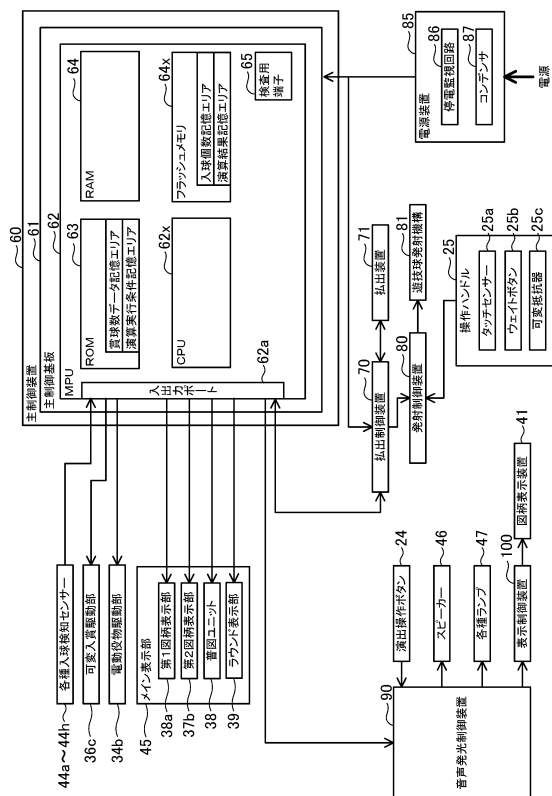 60
61
62
主制御装置
主制御基板
MPU
63
ROM
賞球数データ記憶エリア
演算実行条件記憶エリア
64
RAM
62x
CPU
64x
フラッシュメモリ
入球個数記憶エリア
演算結果記憶エリア
65
検査用
端子
62a
入出力ポート
85
電源装置
86
停電監視回路
87
コンデンサ
電源
44a～44h
各種入球検知センサー
36c
可変入賞駆動部
34b
電動役物駆動部
45
メイン表示部
38a
第1図柄表示部
37b
第2図柄表示部
38
普図ユニット
39
ラウンド表示部
70
払出制御装置
71
払出装置
80
発射制御装置
81
遊技球発射機構
25
操作ハンドル
25a
タッチセンサー
25b
ウェイトボタン
25c
可変抵抗器
90
音声発光制御装置
24
演出操作ボタン
46
スピーカー
47
各種ランプ
100
表示制御装置
41
図柄表示装置